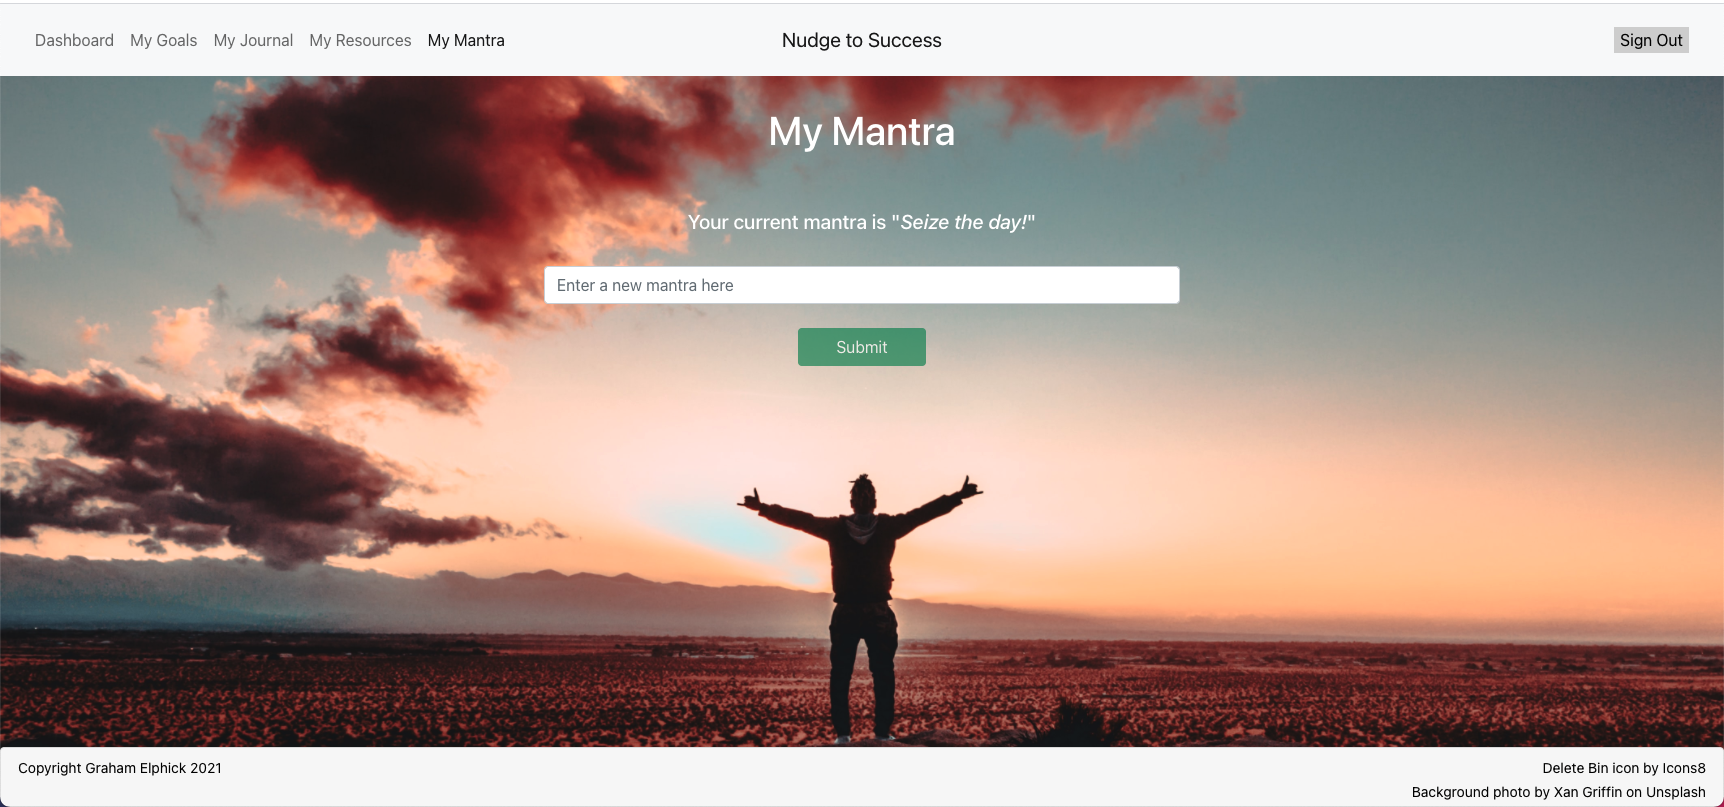 Dashboard My Goals My Journal My Resources My Mantra Nudge to Success Sign Out
My Mantra
Your current mantra is "Seize the day!"
Enter a new mantra here
Submit
Copyright Graham Elphick 2021 Delete Bin icon by Icons8
Background photo by Xan Griffin on Unsplash